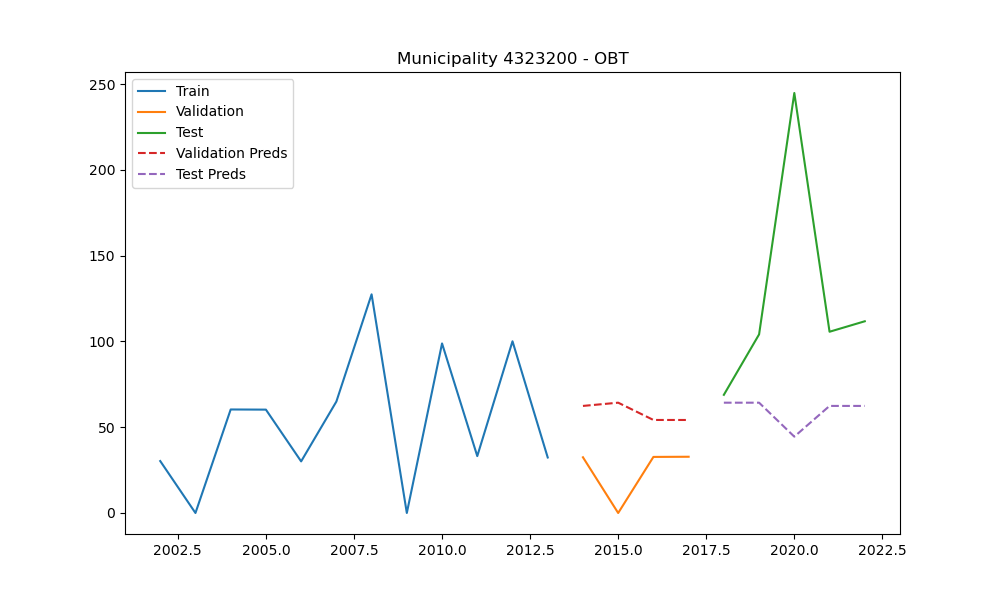 Municipality 4323200 - OBT
Train
Validation
Test
Validation Preds
Test Preds
250
200
150
100
50
0
2002.5 2005.0 2007.5 2010.0 2012.5 2015.0 2017.5 2020.0 2022.5